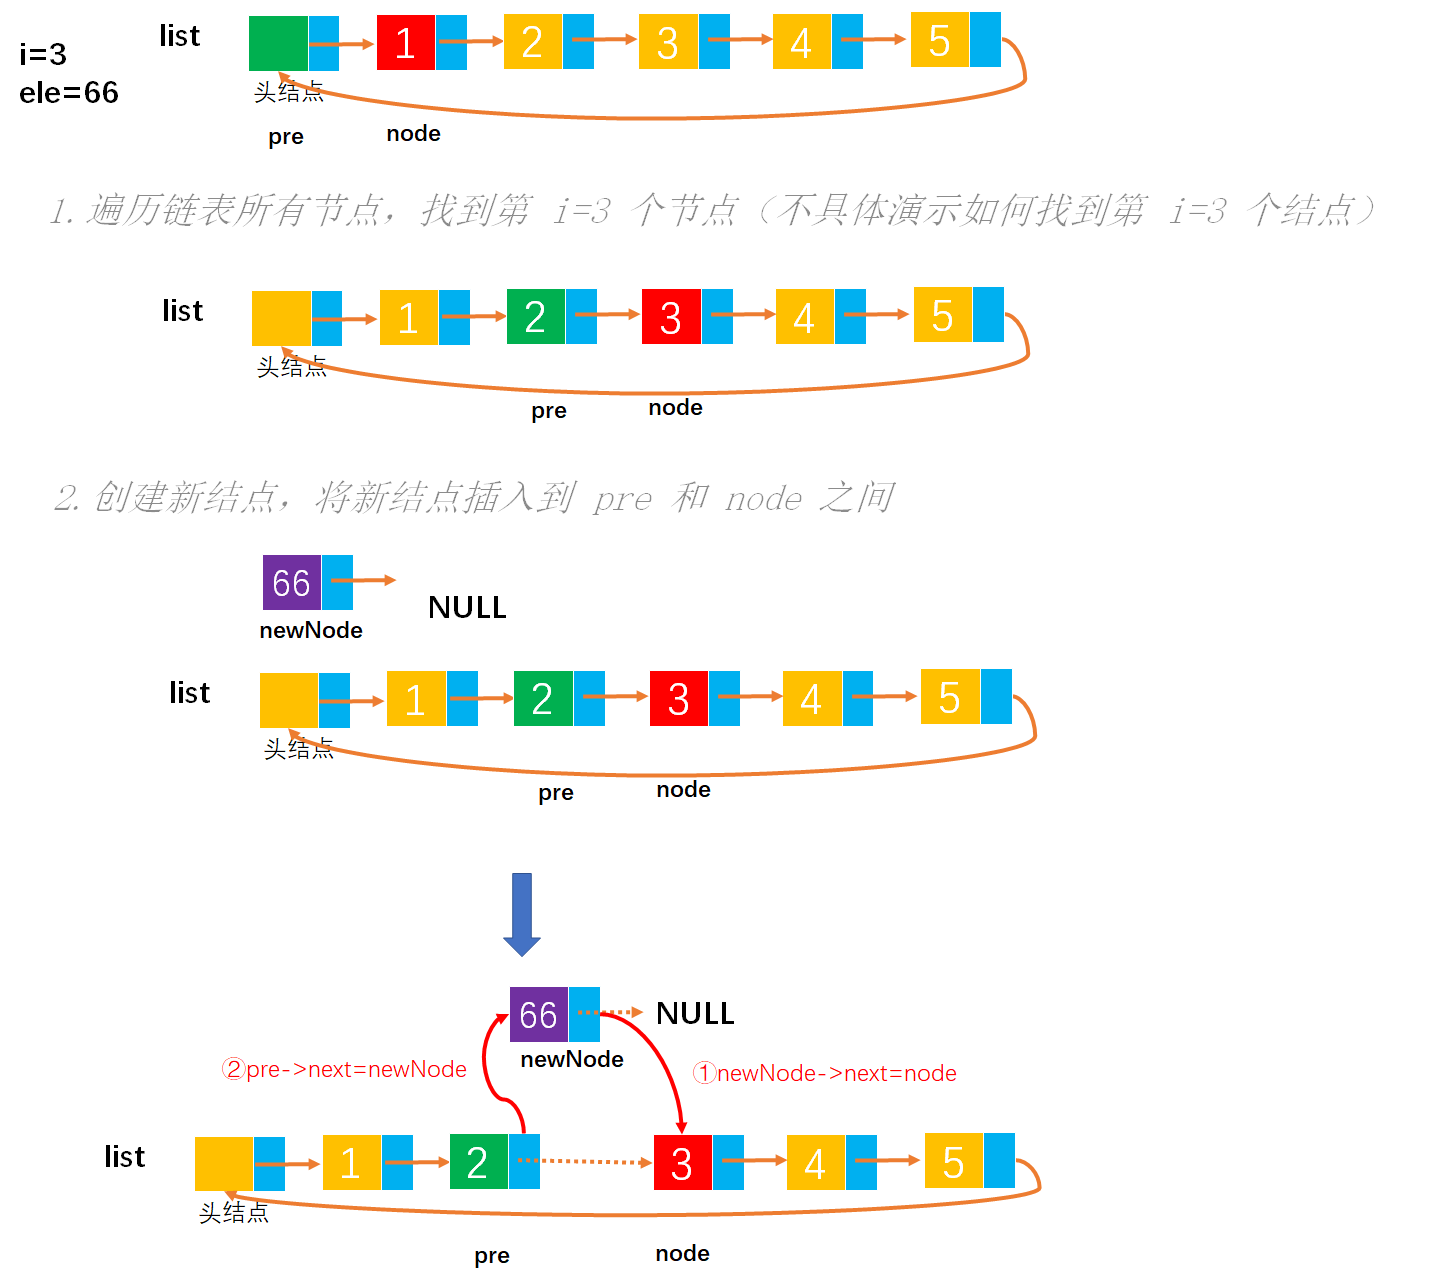 i=3
ele=66
list
1
2
3
4
5
头结点
pre
node
1.遍历链表所有节点，找到第 i=3 个节点（不具体演示如何找到第 i=3 个结点）
list
1
2
3
4
5
头结点
pre
node
2.创建新结点，将新结点插入到 pre 和 node 之间
66
NULL
newNode
list
1
2
3
4
5
头结点
pre
node
66
NULL
newNode
②pre->next=newNode
①newNode->next=node
list
1
2
3
4
5
头结点
pre
node